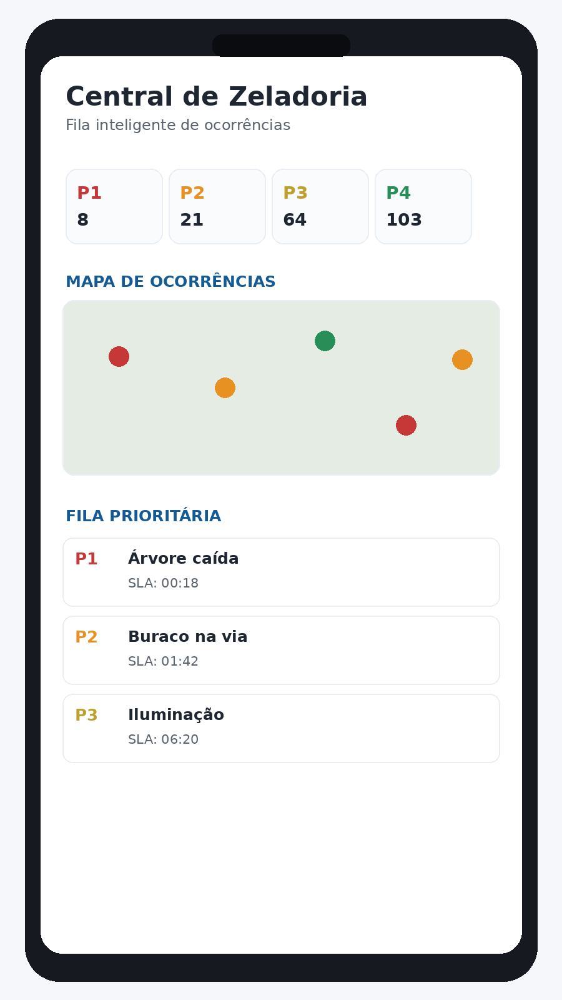 Central de Zeladoria
Fila inteligente de ocorrências
P1 P2 P3 P4
8 21 64 103
MAPA DE OCORRÊNCIAS
FILA PRIORITÁRIA
P1 Árvore caída
SLA: 00:18
P2 Buraco na via
SLA: 01:42
P3 Iluminação
SLA: 06:20